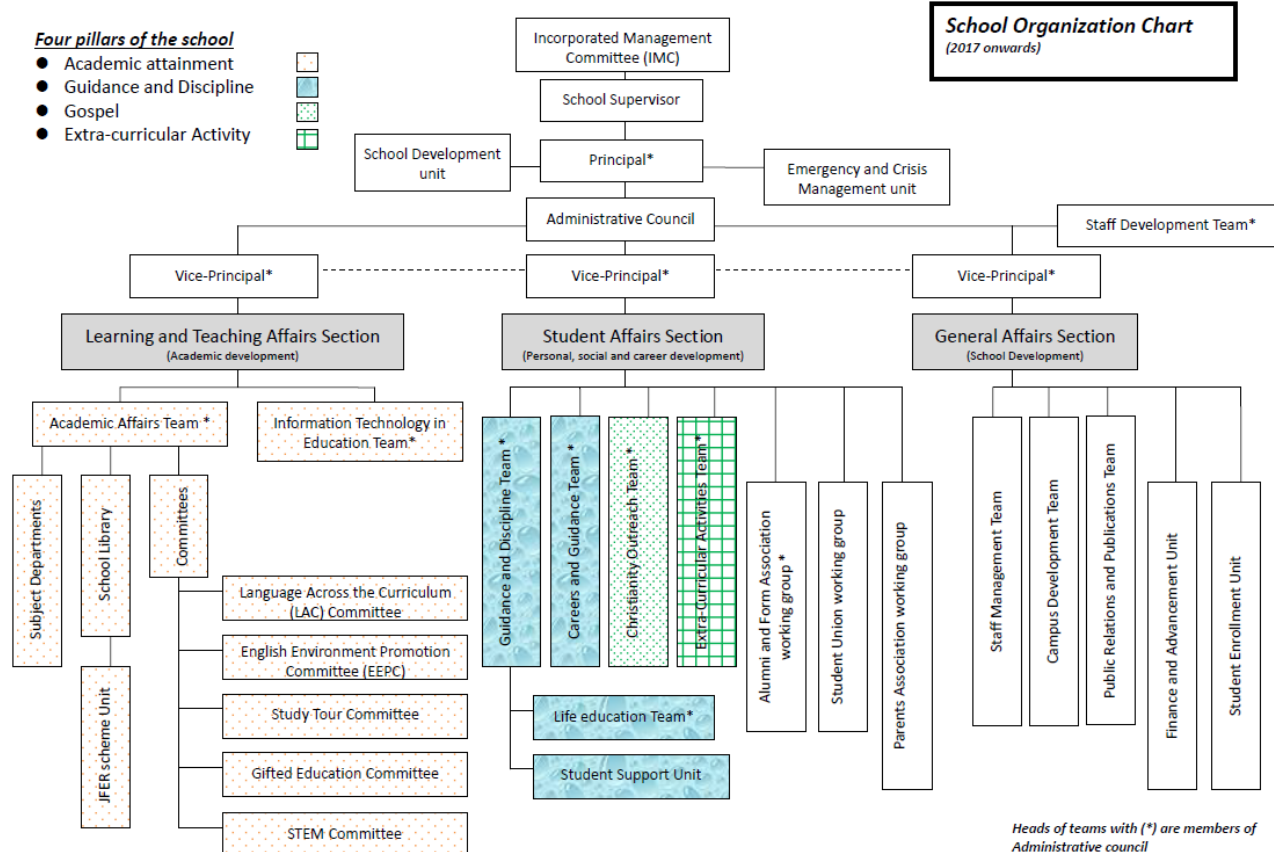 School Organization Chart
(2017 onwards)
Four pillars of the school
● Academic attainment
● Guidance and Discipline
● Gospel
● Extra-curricular Activity
Incorporated Management
Committee (IMC)
School Supervisor
School Development
unit
Principal*
Emergency and Crisis
Management unit
Administrative Council
Staff Development Team*
Vice-Principal*
Vice-Principal*
Vice-Principal*
Learning and Teaching Affairs Section
(Academic development)
Student Affairs Section
(Personal, social and career development)
General Affairs Section
(School Development)
Academic Affairs Team *
Information Technology in
Education Team*
Subject Departments
School Library
Committees
JFER scheme Unit
Language Across the Curriculum
(LAC) Committee
English Environment Promotion
Committee (EEPC)
Study Tour Committee
Gifted Education Committee
STEM Committee
Guidance and Discipline Team *
Careers and Guidance Team *
Christianity Outreach Team *
Extra-Curricular Activities Team *
Alumni and Form Association
working group *
Student Union working group
Parents Association working group
Life education Team*
Student Support Unit
Staff Management Team
Campus Development Team
Public Relations and Publications Team
Finance and Advancement Unit
Student Enrollment Unit
Heads of teams with (*) are members of
Administrative council